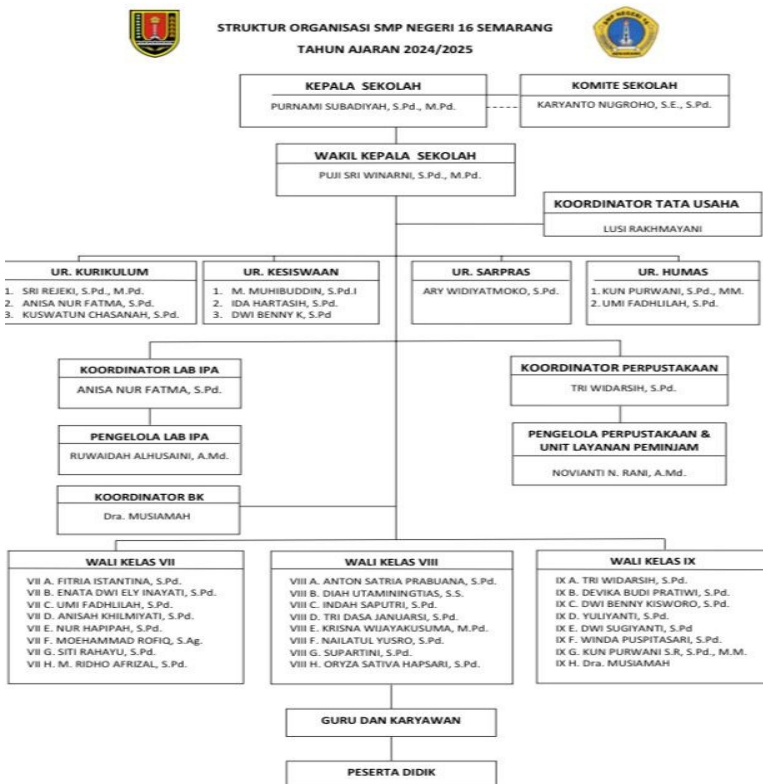 STRUKTUR ORGANISASI SMP NEGERI 16 SEMARANG
TAHUN AJARAN 2024/2025
KEPALA SEKOLAH
PURNAMI SUBADIYAH, S.Pd., M.Pd.
KOMITE SEKOLAH
KARYANTO NUGROHO, S.E., S.Pd.
WAKIL KEPALA SEKOLAH
PUJI SRI WINARNI, S.Pd., M.Pd.
KOORDINATOR TATA USAHA
LUSI RAKHMAYANI
UR. KURIKULUM
1. SRI REJEKI, S.Pd., M.Pd.
2. ANISA NUR FATMA, S.Pd.
3. KUSWATUN CHASANAH, S.Pd.
UR. KESISWAAN
1. M. MUHIBUDDIN, S.Pd.I
2. IDA HARTASIH, S.Pd.
3. DWI BENNY K, S.Pd
UR. SARPRAS
ARY WIDIYATMOKO, S.Pd.
UR. HUMAS
1. KUN PURWANI, S.Pd., MM.
2. UMI FADHLILAH, S.Pd.
KOORDINATOR LAB IPA
ANISA NUR FATMA, S.Pd.
KOORDINATOR PERPUSTAKAAN
TRI WIDARSIH, S.Pd.
PENGELOLA LAB IPA
RUWAIDAH ALHUSAINI, A.Md.
PENGELOLA PERPUSTAKAAN &
UNIT LAYANAN PEMINJAM
NOVIANTI N. RANI, A.Md.
KOORDINATOR BK
Dra. MUSIAMAH
WALI KELAS VII
VII A. FITRIA ISTANTINA, S.Pd.
VII B. ENATA DWI ELY INAYATI, S.Pd.
VII C. UMI FADHLILAH, S.Pd.
VII D. ANISAH KHILMIYATI, S.Pd.
VII E. NUR HAPIPAH, S.Pd.
VII F. MOEHAMMAD ROFIQ, S.Ag.
VII G. SITI RAHAYU, S.Pd.
VII H. M. RIDHO AFRIZAL, S.Pd.
WALI KELAS VIII
VIII A. ANTON SATRIA PRABUANA, S.Pd.
VIII B. DIAH UTAMININGTIAS, S.S.
VIII C. INDAH SAPUTRI, S.Pd.
VIII D. TRI DASA JANUARSI, S.Pd.
VIII E. KRISNA WIJAYAKUSUMA, M.Pd.
VIII F. NAILATUL YUSRO, S.Pd.
VIII G. SUPARTINI, S.Pd.
VIII H. ORYZA SATIVA HAPSARI, S.Pd.
WALI KELAS IX
IX A. TRI WIDARSIH, S.Pd.
IX B. DEVIKA BUDI PRATIWI, S.Pd.
IX C. DWI BENNY KISWORO, S.Pd.
IX D. YULIYANTI, S.Pd.
IX E. DWI SUGIYANTI, S.Pd
IX F. WINDA PUSPITASARI, S.Pd.
IX G. KUN PURWANI S.R, S.Pd., M.M.
IX H. Dra. MUSIAMAH
GURU DAN KARYAWAN
PESERTA DIDIK